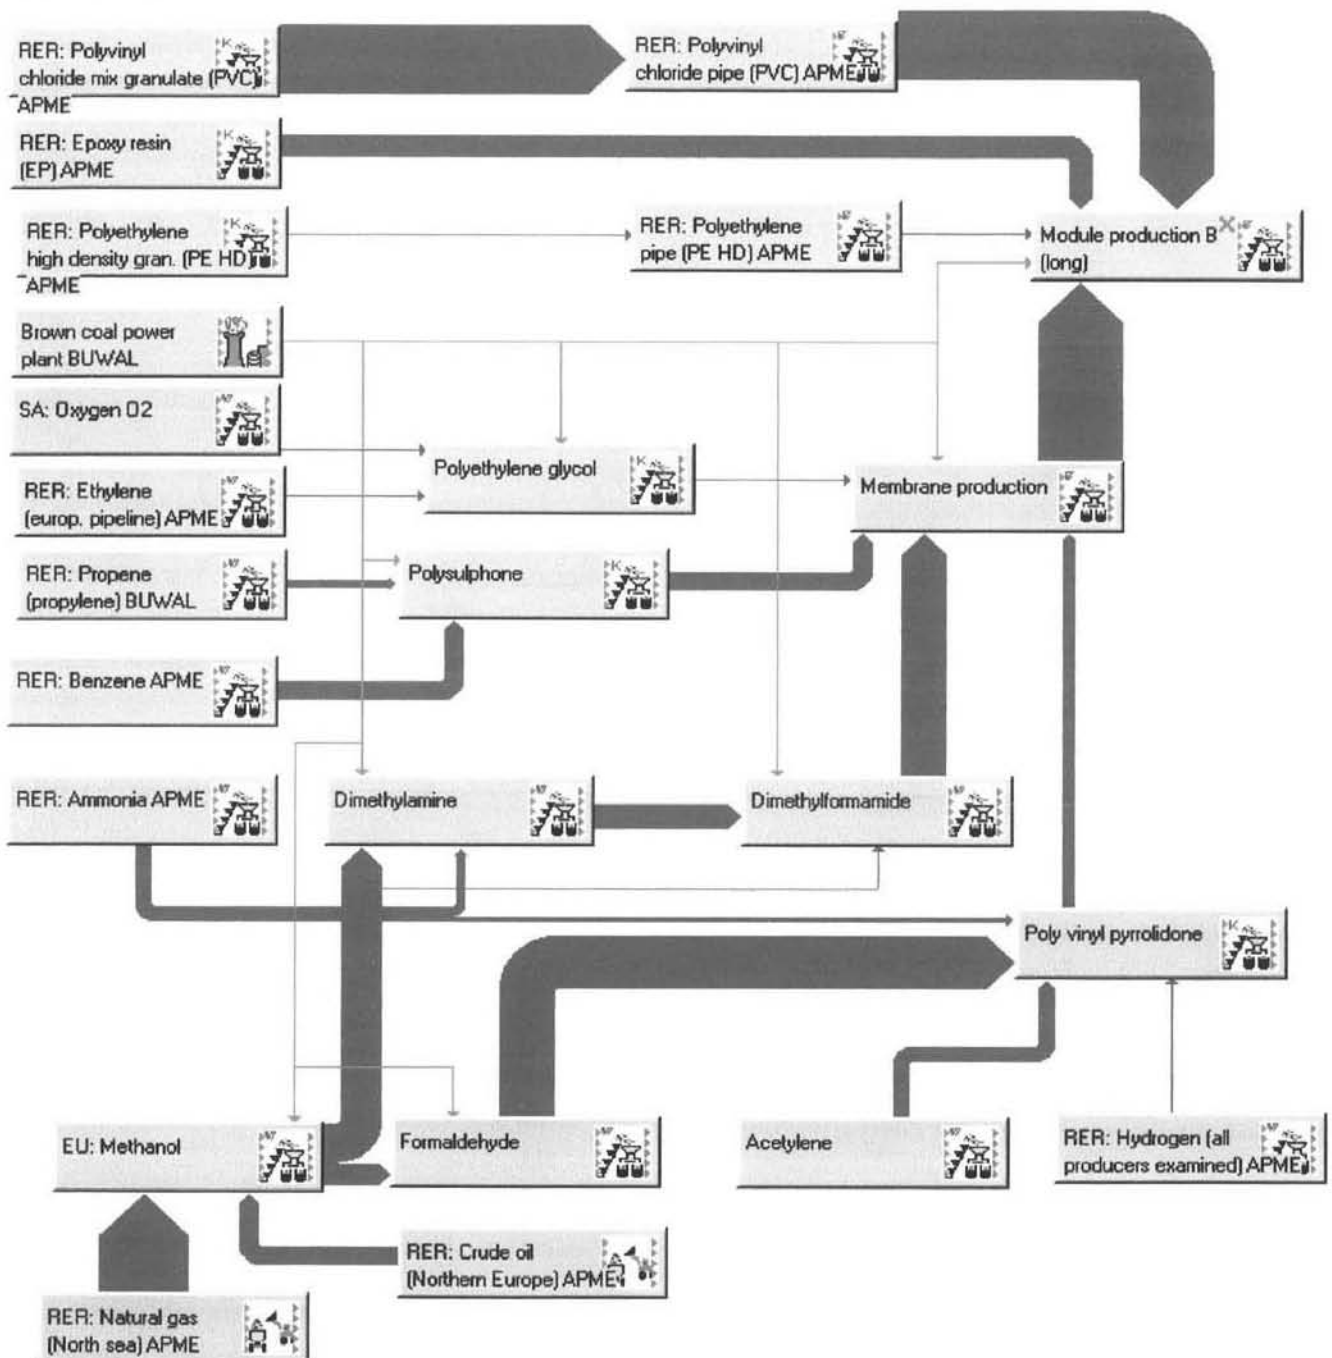 RER: Polyvinyl
chloride mix granulate (PVC)
APME
RER: Polyvinyl
chloride pipe (PVC) APME
RER: Epoxy resin
(EP) APME
RER: Polyethylene
high density gran. (PE HD)
APME
RER: Polyethylene
pipe (PE HD) APME
Module production B
(long)
Brown coal power
plant BUWAL
SA: Oxygen O2
Polyethylene glycol
Membrane production
RER: Ethylene
(europ. pipeline) APME
RER: Propene
(propylene) BUWAL
Polysulphone
RER: Benzene APME
RER: Ammonia APME
Dimethylamine
Dimethylformamide
Poly vinyl pyrrolidone
EU: Methanol
Formaldehyde
Acetylene
RER: Hydrogen (all
producers examined) APME
RER: Crude oil
(Northern Europe) APME
RER: Natural gas
(North sea) APME